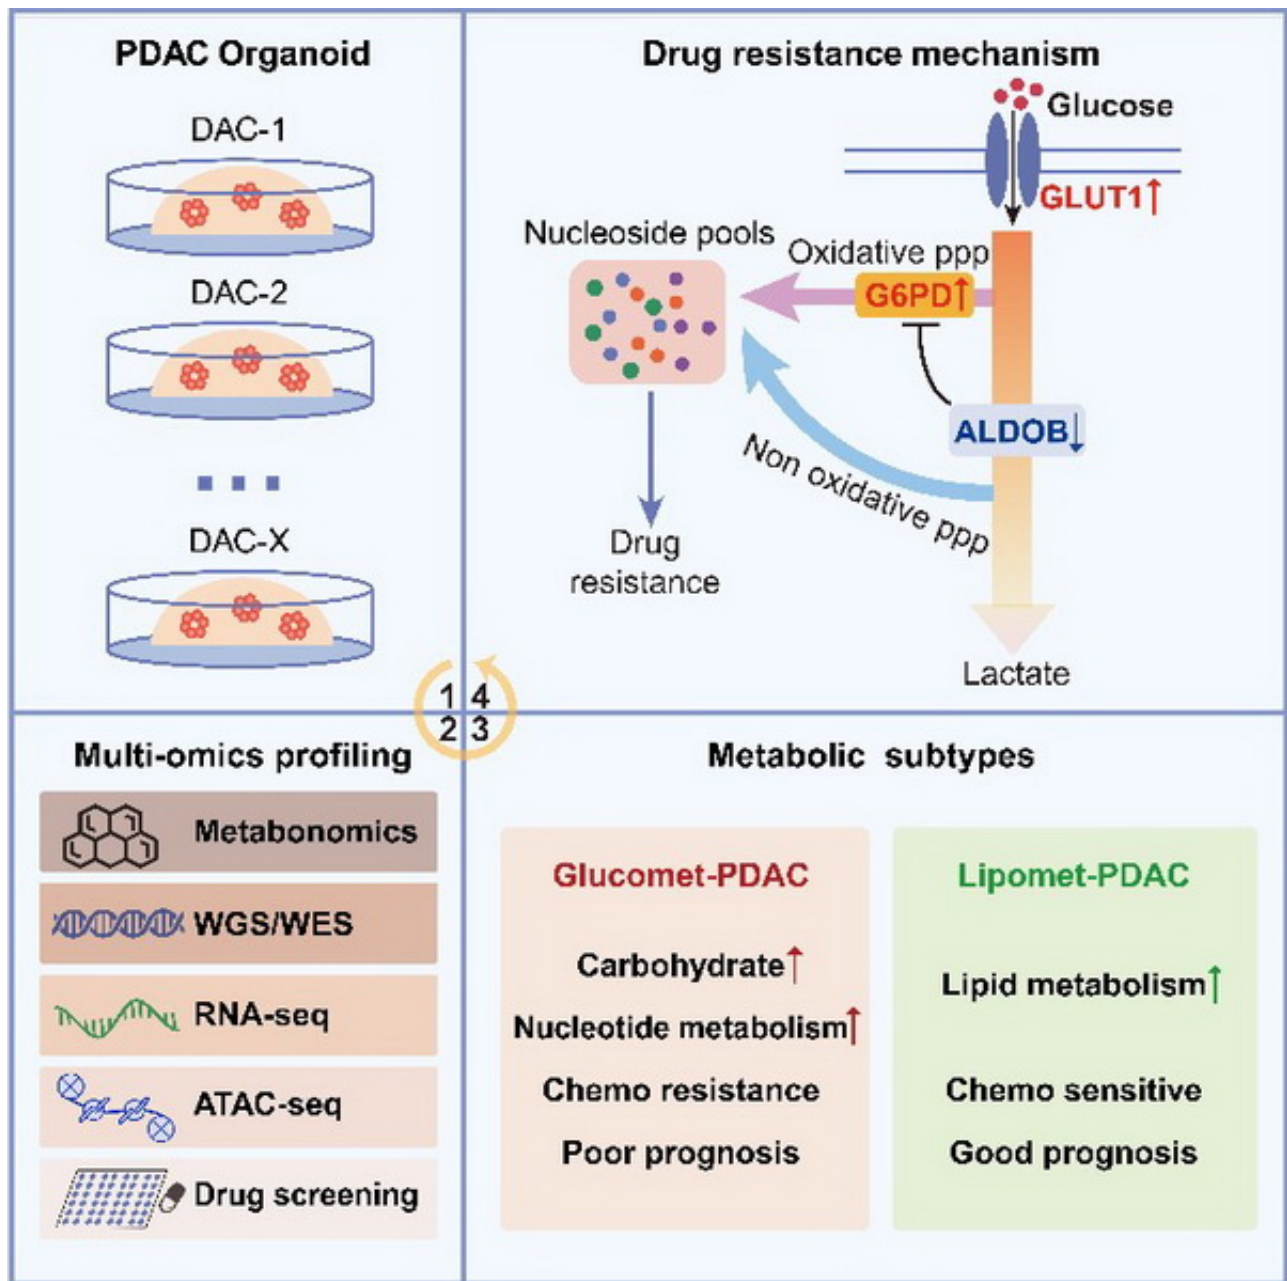 PDAC Organoid
DAC-1
DAC-2
DAC-X
Drug resistance mechanism
Glucose
GLUT1↑
Nucleoside pools
Oxidative ppp
G6PD↑
ALDOB↓
Non oxidative ppp
Drug
resistance
Lactate
1 4
2 3
Multi-omics profiling
Metabonomics
WGS/WES
RNA-seq
ATAC-seq
Drug screening
Metabolic subtypes
Glucomet-PDAC
Carbohydrate↑
Nucleotide metabolism↑
Chemo resistance
Poor prognosis
Lipomet-PDAC
Lipid metabolism↑
Chemo sensitive
Good prognosis